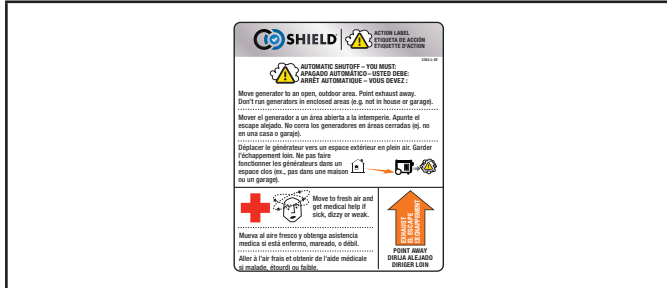 CO SHIELD
ACTION LABEL
ETIQUETA DE ACCIÓN
ÉTIQUETTE D'ACTION
AUTOMATIC SHUTOFF – YOU MUST:
APAGADO AUTOMÁTICO – USTED DEBE:
ARRÊT AUTOMATIQUE – VOUS DEVEZ :
Move generator to an open, outdoor area. Point exhaust away.
Don't run generators in enclosed areas (e.g. not in house or garage).
Mover el generador a un área abierta a la intemperie. Apunte el
escape alejado. No corra los generadores en áreas cerradas (ej. no
en una casa o garaje).
Déplacer le générateur vers un espace extérieur en plein air. Garder
l'échappement loin. Ne pas faire
fonctionner les générateurs dans un
espace clos (ex., pas dans une maison
ou un garage).
Move to fresh air and
get medical help if
sick, dizzy or weak.
Mueva al aire fresco y obtenga asistencia
medica si está enfermo, mareado, o débil.
Aller à l'air frais et obtenir de l'aide médicale
si malade, étourdi ou faible.
EXHAUST
EL ESCAPE
L'ÉCHAPPEMENT
POINT AWAY
DIRIJA ALEJADO
DIRIGER LOIN